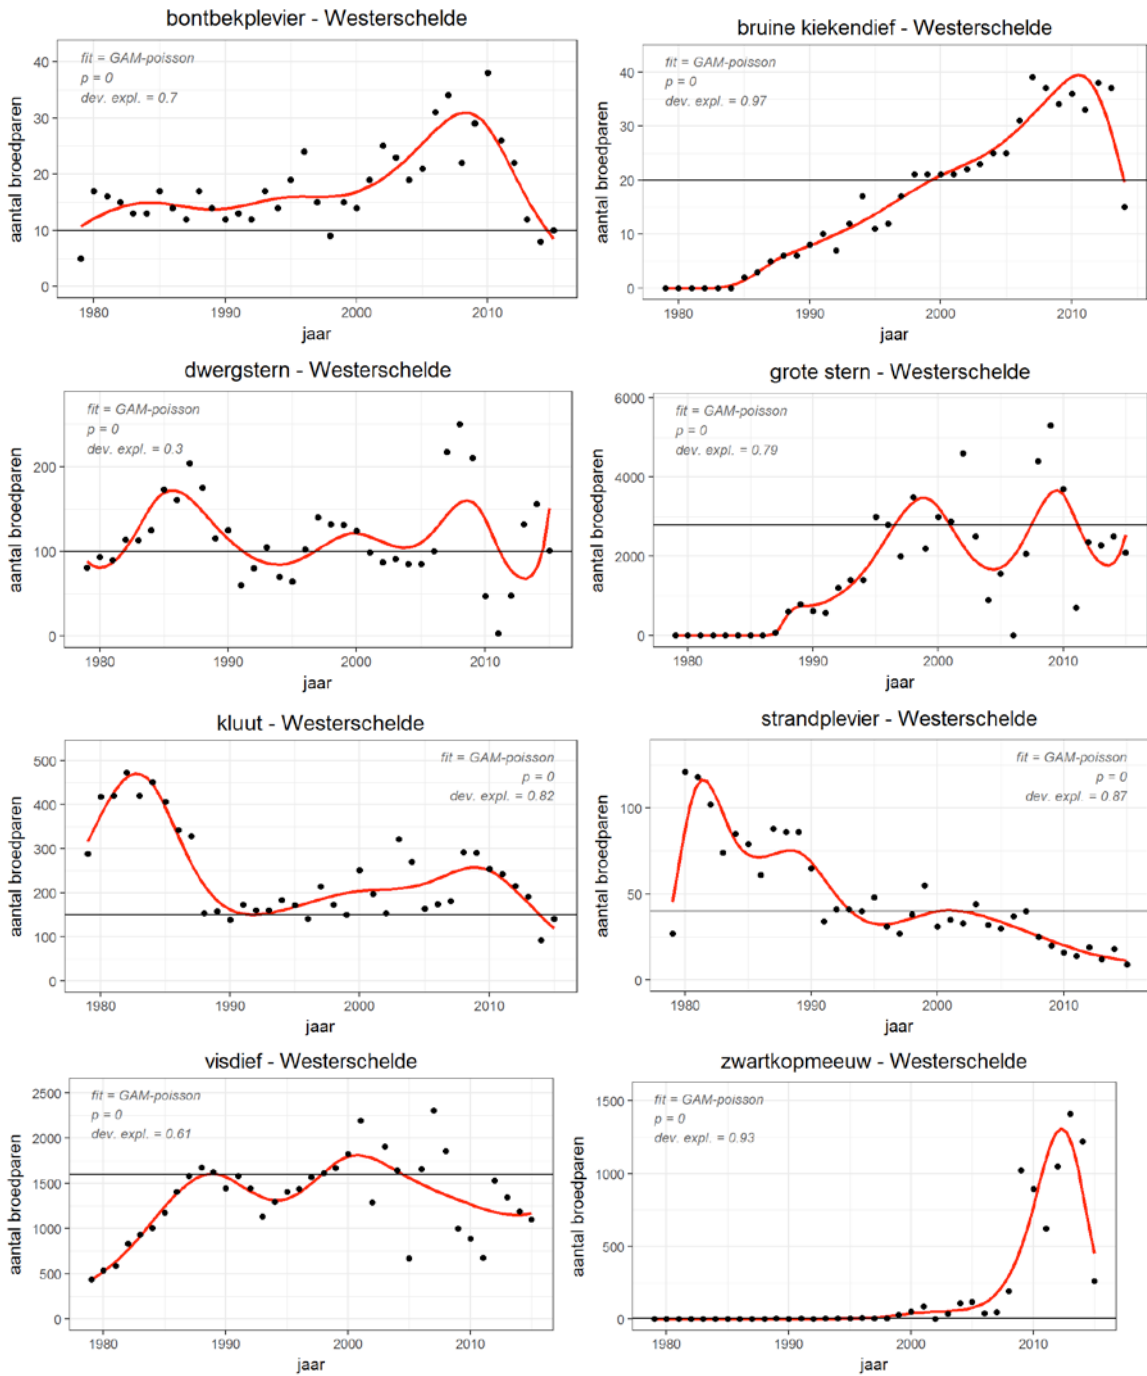 bontbekplevier - Westerschelde
fit = GAM-poisson
p = 0
dev. expl. = 0.7
aantal broedparen
40
30
20
10
0
1980 1990 2000 2010
jaar
bruine kiekendief - Westerschelde
fit = GAM-poisson
p = 0
dev. expl. = 0.97
aantal broedparen
40
30
20
10
0
1980 1990 2000 2010
jaar
dwergstern - Westerschelde
fit = GAM-poisson
p = 0
dev. expl. = 0.3
aantal broedparen
200
100
0
1980 1990 2000 2010
jaar
grote stern - Westerschelde
fit = GAM-poisson
p = 0
dev. expl. = 0.79
aantal broedparen
6000
4000
2000
0
1980 1990 2000 2010
jaar
kluut - Westerschelde
fit = GAM-poisson
p = 0
dev. expl. = 0.82
aantal broedparen
500
400
300
200
100
0
1980 1990 2000 2010
jaar
strandplevier - Westerschelde
fit = GAM-poisson
p = 0
dev. expl. = 0.87
aantal broedparen
100
50
0
1980 1990 2000 2010
jaar
visdief - Westerschelde
fit = GAM-poisson
p = 0
dev. expl. = 0.61
aantal broedparen
2500
2000
1500
1000
500
0
1980 1990 2000 2010
jaar
zwartkopmeeuw - Westerschelde
fit = GAM-poisson
p = 0
dev. expl. = 0.93
aantal broedparen
1500
1000
500
0
1980 1990 2000 2010
jaar